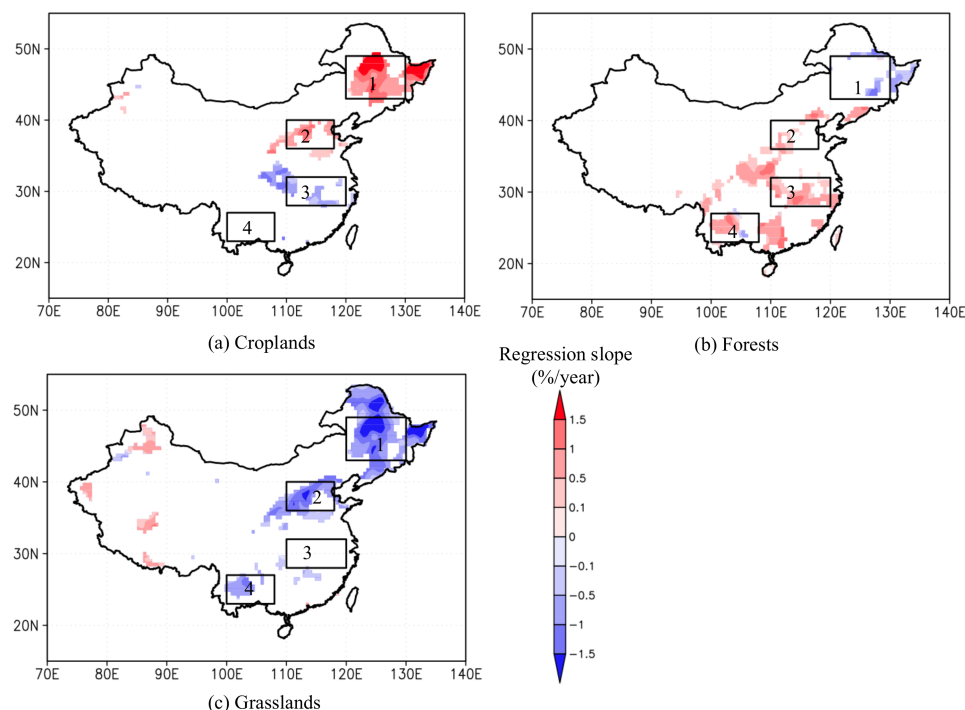 50N
40N
30N
20N
1
2
3
4
70E 80E 90E 100E 110E 120E 130E 140E
(a) Croplands
50N
40N
30N
20N
1
2
3
4
70E 80E 90E 100E 110E 120E 130E 140E
(b) Forests
Regression slope
(%/year)
1.5
1
0.5
0.1
0
-0.1
-0.5
-1
-1.5
50N
40N
30N
20N
1
2
3
4
70E 80E 90E 100E 110E 120E 130E 140E
(c) Grasslands